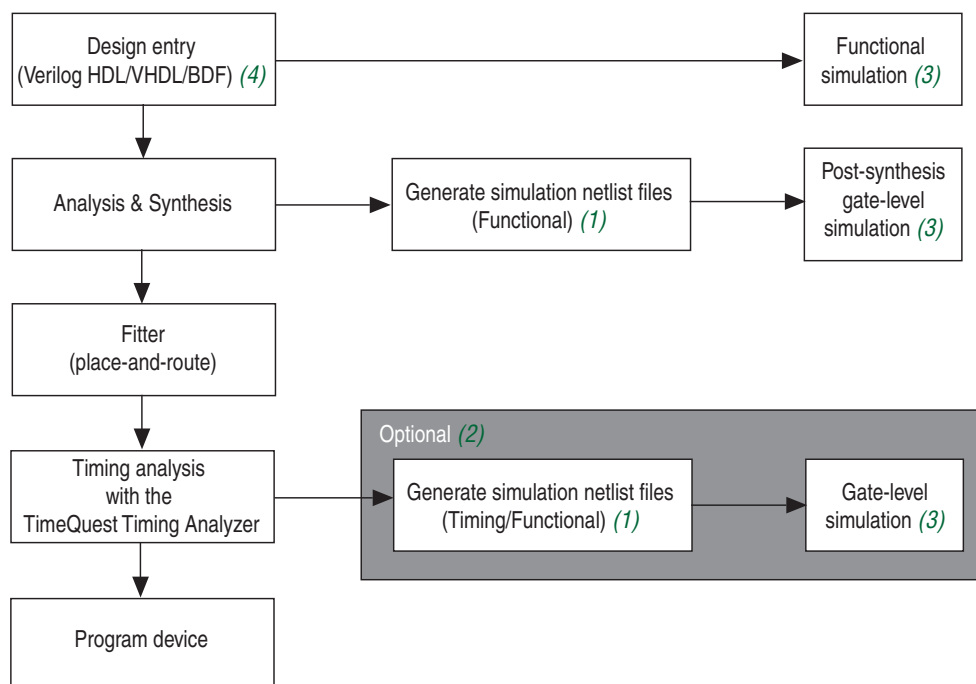 Design entry
(Verilog HDL/VHDL/BDF) (4)
Functional
simulation (3)
Analysis & Synthesis
Generate simulation netlist files
(Functional) (1)
Post-synthesis
gate-level
simulation (3)
Fitter
(place-and-route)
Optional (2)
Timing analysis
with the
TimeQuest Timing Analyzer
Generate simulation netlist files
(Timing/Functional) (1)
Gate-level
simulation (3)
Program device